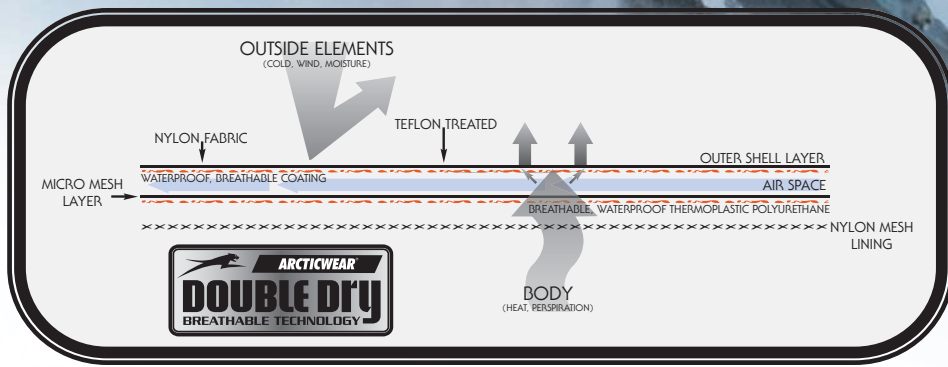 OUTSIDE ELEMENTS
(COLD, WIND, MOISTURE)
NYLON FABRIC
TEFLON TREATED
OUTER SHELL LAYER
WATERPROOF, BREATHABLE COATING
MICRO MESH
LAYER
AIR SPACE
BREATHABLE, WATERPROOF THERMOPLASTIC POLYURETHANE
NYLON MESH
LINING
BODY
(HEAT, PERSPIRATION)
ARCTICWEAR
DOUBLE DRY
BREATHABLE TECHNOLOGY